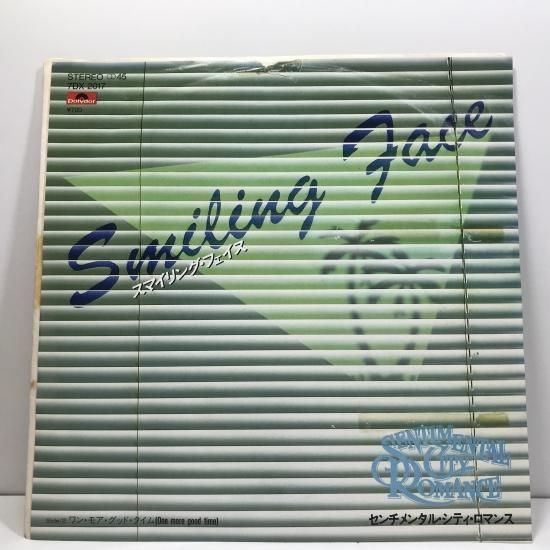 STEREO 45
7DX 2017
Polydor
¥700
Smiling Face
スマイリング・フェイス
SENTIMENTAL
CITY
ROMANCE
センチメンタル・シティ・ロマンス
ワン・モア・グッド・タイム(One more good time)